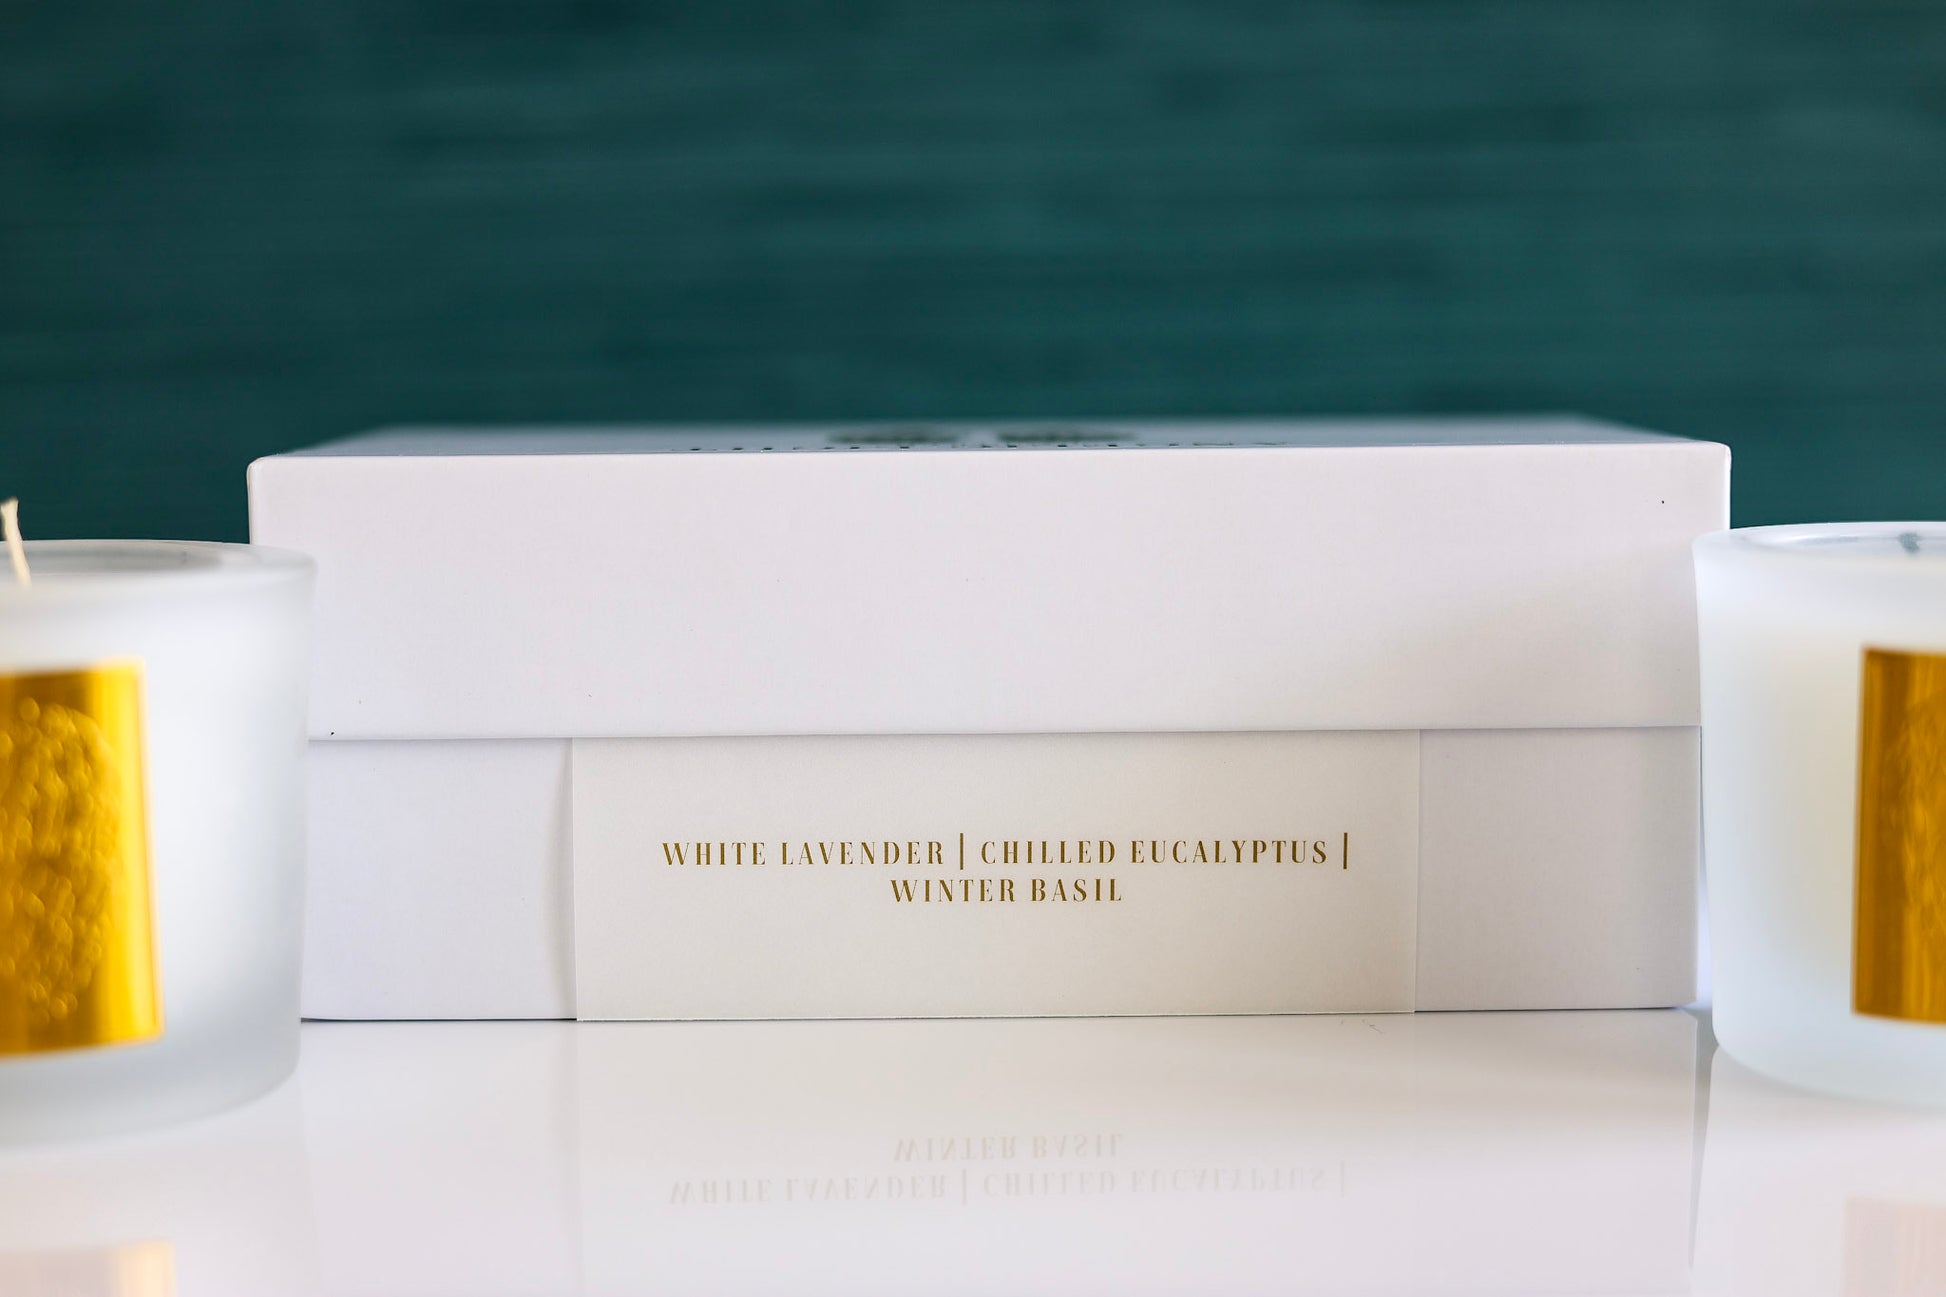 WHITE LAVENDER | CHILLED EUCALYPTUS |
WINTER BASIL